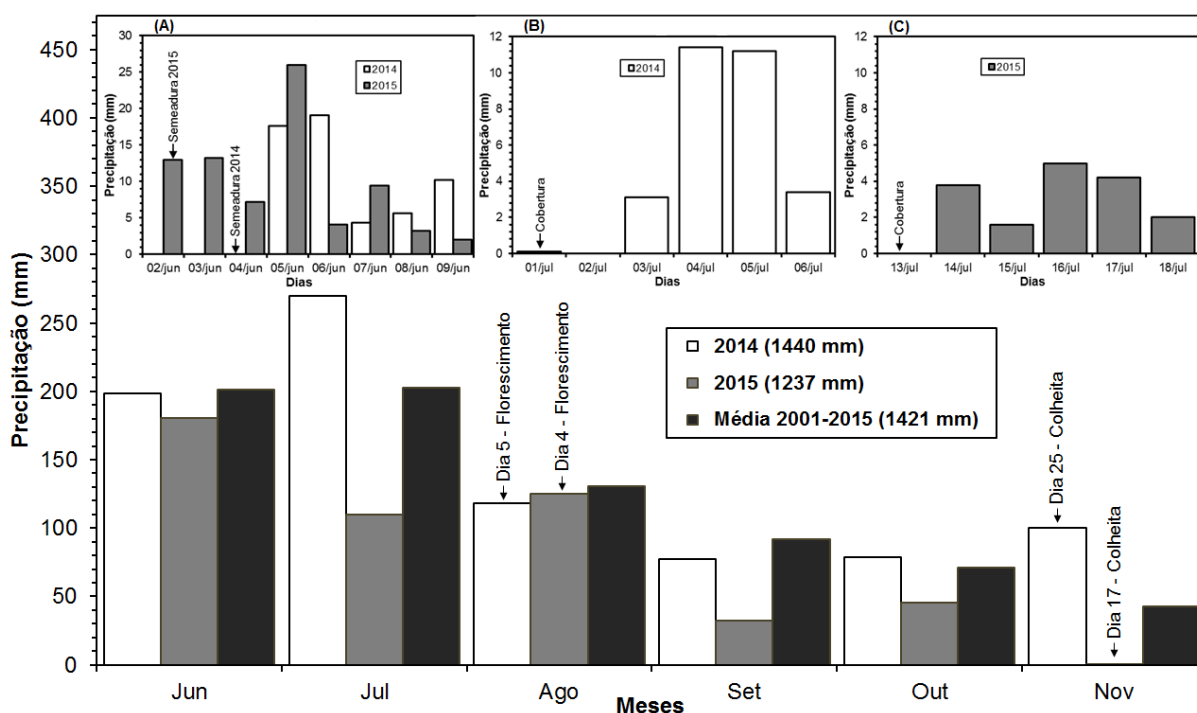 (A)
Precipitação (mm)
30
25
20
15
10
5
0
Semeadura 2015
Semeadura 2014
2014
2015
02/jun 03/jun 04/jun 05/jun 06/jun 07/jun 08/jun 09/jun
Dias
(B)
Precipitação (mm)
12
10
8
6
4
2
0
Cobertura
2014
01/jul 02/jul 03/jul 04/jul 05/jul 06/jul
Dias
(C)
Precipitação (mm)
12
10
8
6
4
2
0
Cobertura
2015
13/jul 14/jul 15/jul 16/jul 17/jul 18/jul
Dias
Precipitação (mm)
450
400
350
300
250
200
150
100
50
0
Dia 5 - Florescimento
Dia 4 - Florescimento
2014 (1440 mm)
2015 (1237 mm)
Média 2001-2015 (1421 mm)
Dia 25 - Colheita
Dia 17 - Colheita
Jun Jul Ago Set Out Nov
Meses